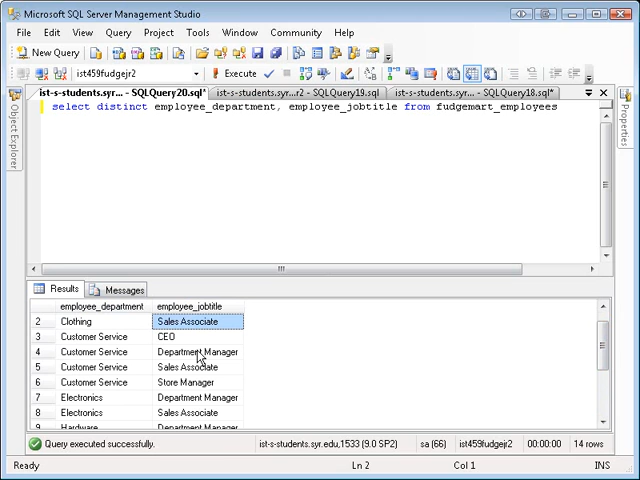 Microsoft SQL Server Management Studio
File Edit View Query Project Tools Window Community Help
New Query
ist459fudgejr2 Execute
ist-s-students.syr.... - SQLQuery20.sql* ist-s-students.syr...r2 - SQLQuery19.sql ist-s-students.syr.... - SQLQuery18.sql*
Object Explorer
Properties
select distinct employee_department, employee_jobtitle from fudgemart_employees
Results Messages
employee_department employee_jobtitle
2 Clothing Sales Associate
3 Customer Service CEO
4 Customer Service Department Manager
5 Customer Service Sales Associate
6 Customer Service Store Manager
7 Electronics Department Manager
8 Electronics Sales Associate
9 Hardware Department Manager
Query executed successfully. ist-s-students.syr.edu,1533 (9.0 SP2) sa (66) ist459fudgejr2 00:00:00 14 rows
Ready Ln 2 Col 1 INS